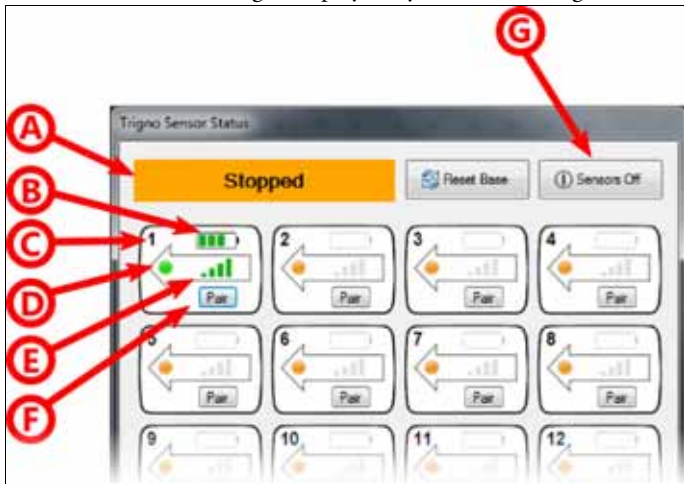 G
Trigno Sensor Status
A
Stopped
Reset Base
Sensors Off
B
C
1
2
3
4
D
Pair
Pair
Pair
Pair
E
5
6
7
8
F
Pair
Pair
Pair
Pair
9
10
11
12